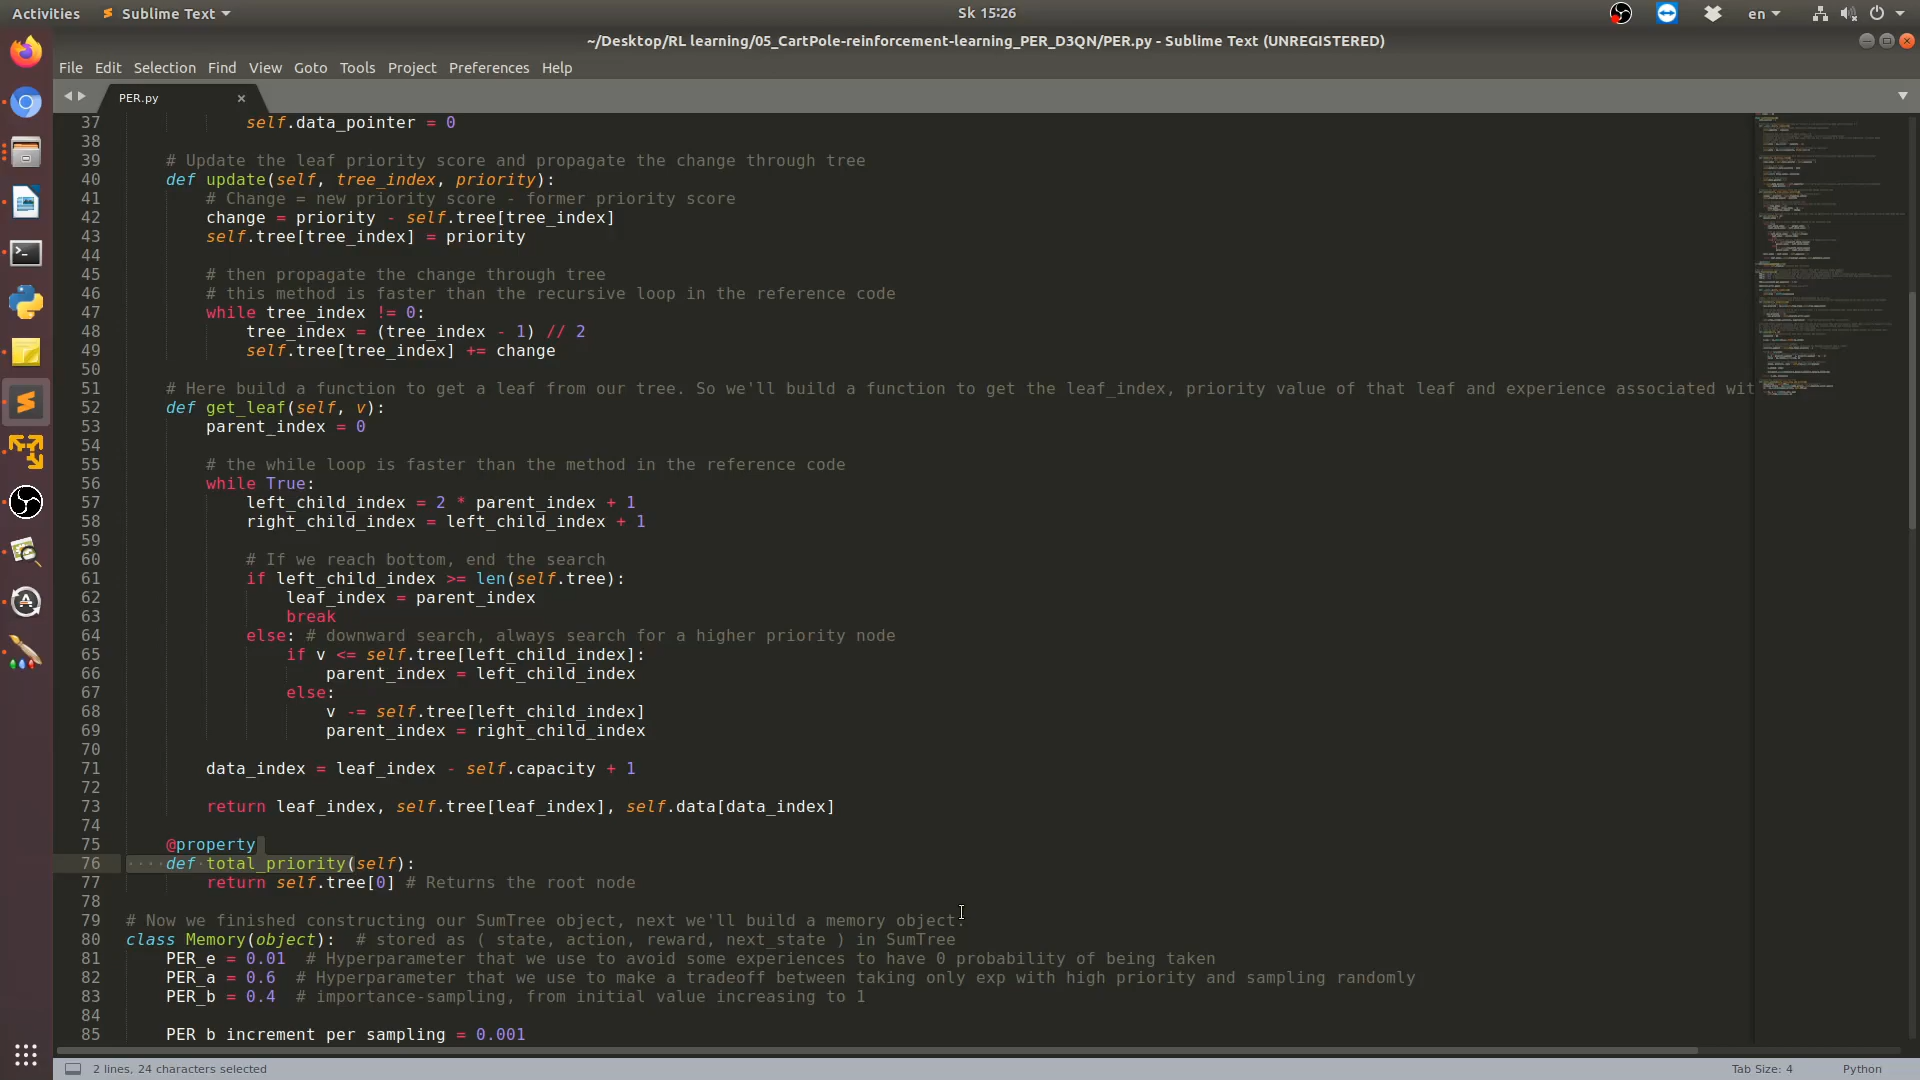 Activities
Sublime Text
Sk 15:26
en
~/Desktop/RL learning/05_CartPole-reinforcement-learning_PER_D3QN/PER.py - Sublime Text (UNREGISTERED)
File Edit Selection Find View Goto Tools Project Preferences Help
PER.py
37 self.data_pointer = 0
38
39 # Update the leaf priority score and propagate the change through tree
40 def update(self, tree_index, priority):
41 # Change = new priority score - former priority score
42 change = priority - self.tree[tree_index]
43 self.tree[tree_index] = priority
44
45 # then propagate the change through tree
46 # this method is faster than the recursive loop in the reference code
47 while tree_index != 0:
48 tree_index = (tree_index - 1) // 2
49 self.tree[tree_index] += change
50
51 # Here build a function to get a leaf from our tree. So we'll build a function to get the leaf_index, priority value of that leaf and experience associated wit
52 def get_leaf(self, v):
53 parent_index = 0
54
55 # the while loop is faster than the method in the reference code
56 while True:
57 left_child_index = 2 * parent_index + 1
58 right_child_index = left_child_index + 1
59
60 # If we reach bottom, end the search
61 if left_child_index >= len(self.tree):
62 leaf_index = parent_index
63 break
64 else: # downward search, always search for a higher priority node
65 if v <= self.tree[left_child_index]:
66 parent_index = left_child_index
67 else:
68 v -= self.tree[left_child_index]
69 parent_index = right_child_index
70
71 data_index = leaf_index - self.capacity + 1
72
73 return leaf_index, self.tree[leaf_index], self.data[data_index]
74
75 @property
76 def total_priority(self):
77 return self.tree[0] # Returns the root node
78
79 # Now we finished constructing our SumTree object, next we'll build a memory object.
80 class Memory(object): # stored as ( state, action, reward, next_state ) in SumTree
81 PER_e = 0.01 # Hyperparameter that we use to avoid some experiences to have 0 probability of being taken
82 PER_a = 0.6 # Hyperparameter that we use to make a tradeoff between taking only exp with high priority and sampling randomly
83 PER_b = 0.4 # importance-sampling, from initial value increasing to 1
84
85 PER_b_increment_per_sampling = 0.001
2 lines, 24 characters selected
Tab Size: 4
Python